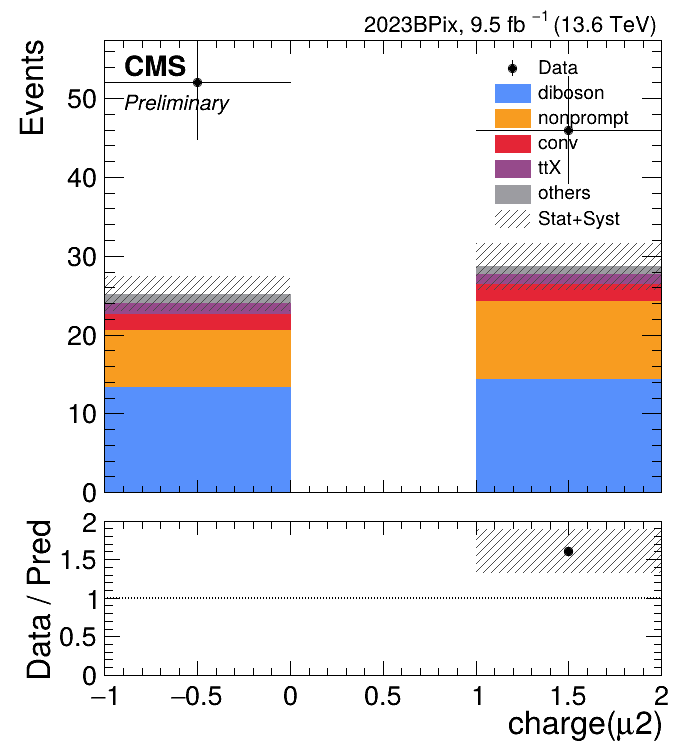 2023BPix, 9.5 fb⁻¹ (13.6 TeV)
CMS
Preliminary
Events
50
40
30
20
10
0
Data
diboson
nonprompt
conv
ttX
others
Stat+Syst
Data / Pred
2
1.5
1
0.5
0
−1
−0.5
0
0.5
1
1.5
2
charge(μ2)